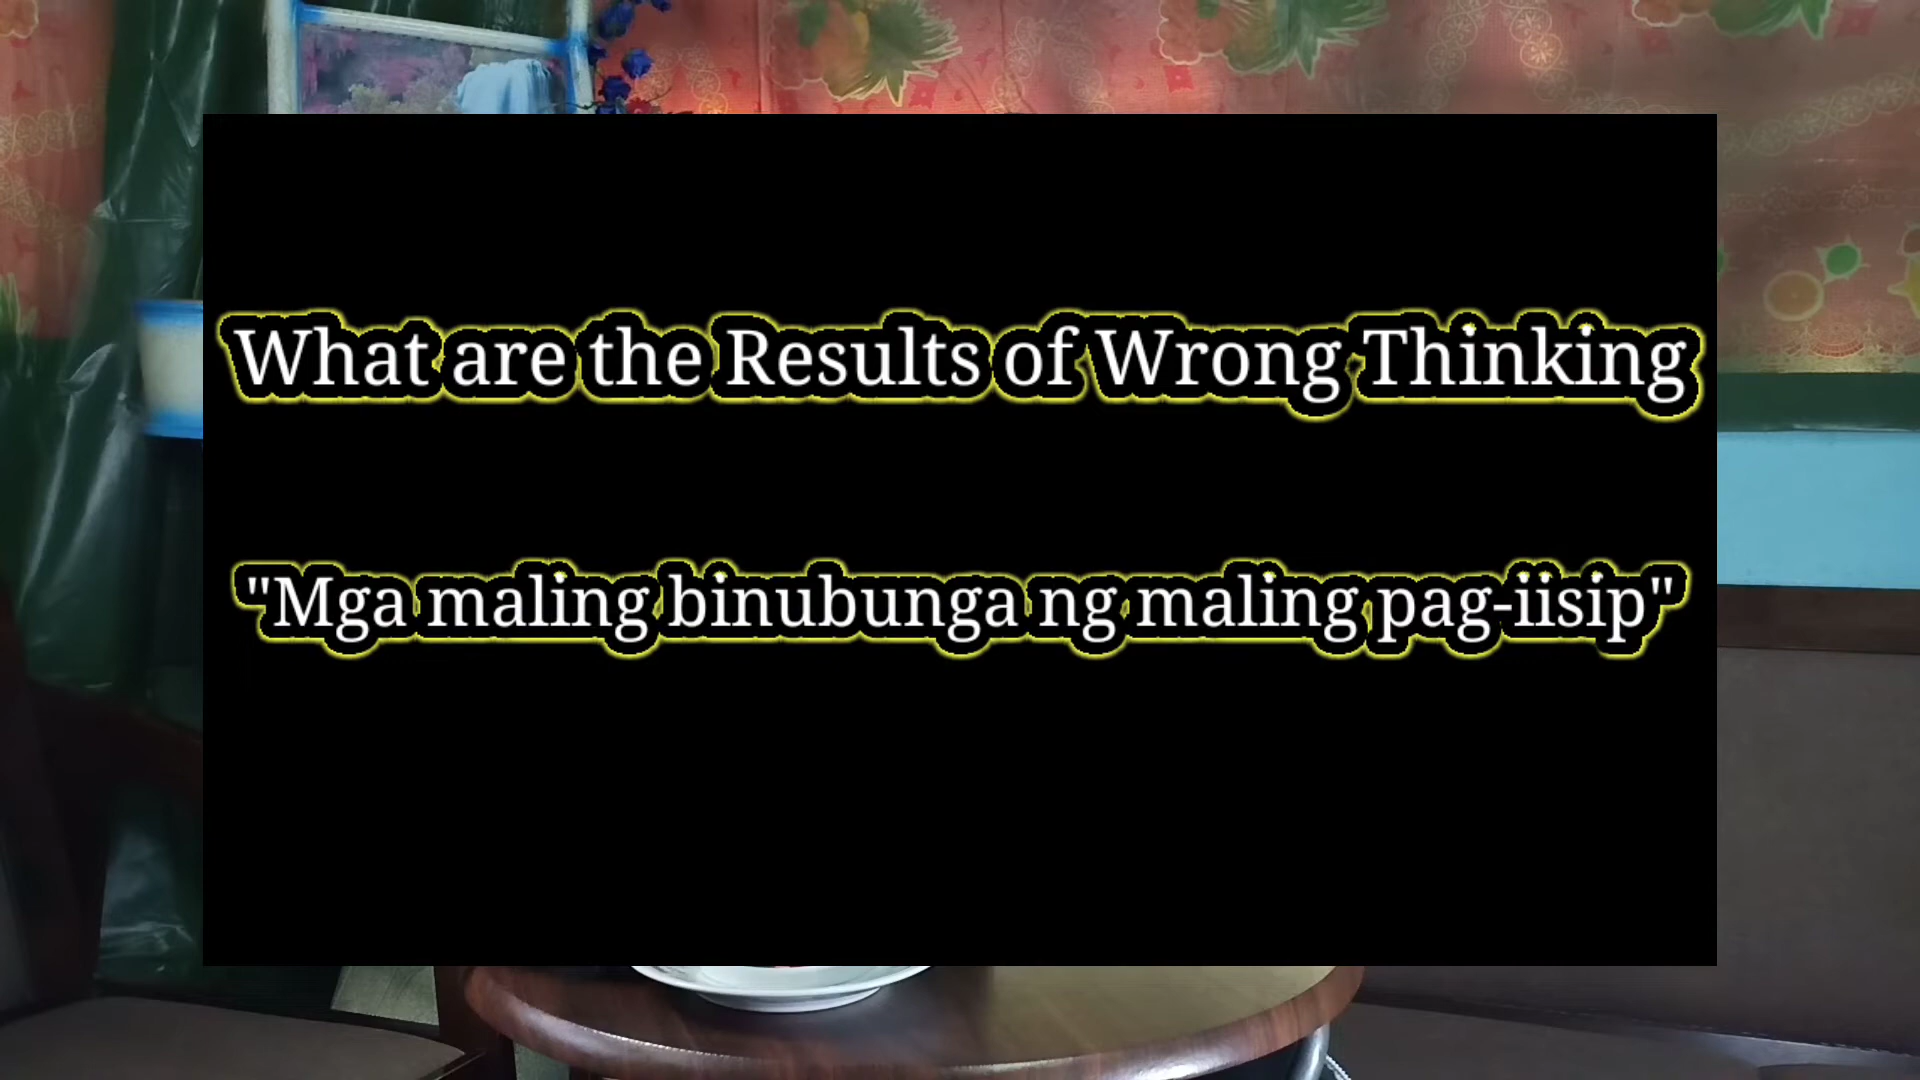 What are the Results of Wrong Thinking
"Mga maling binubunga ng maling pag-iisip"